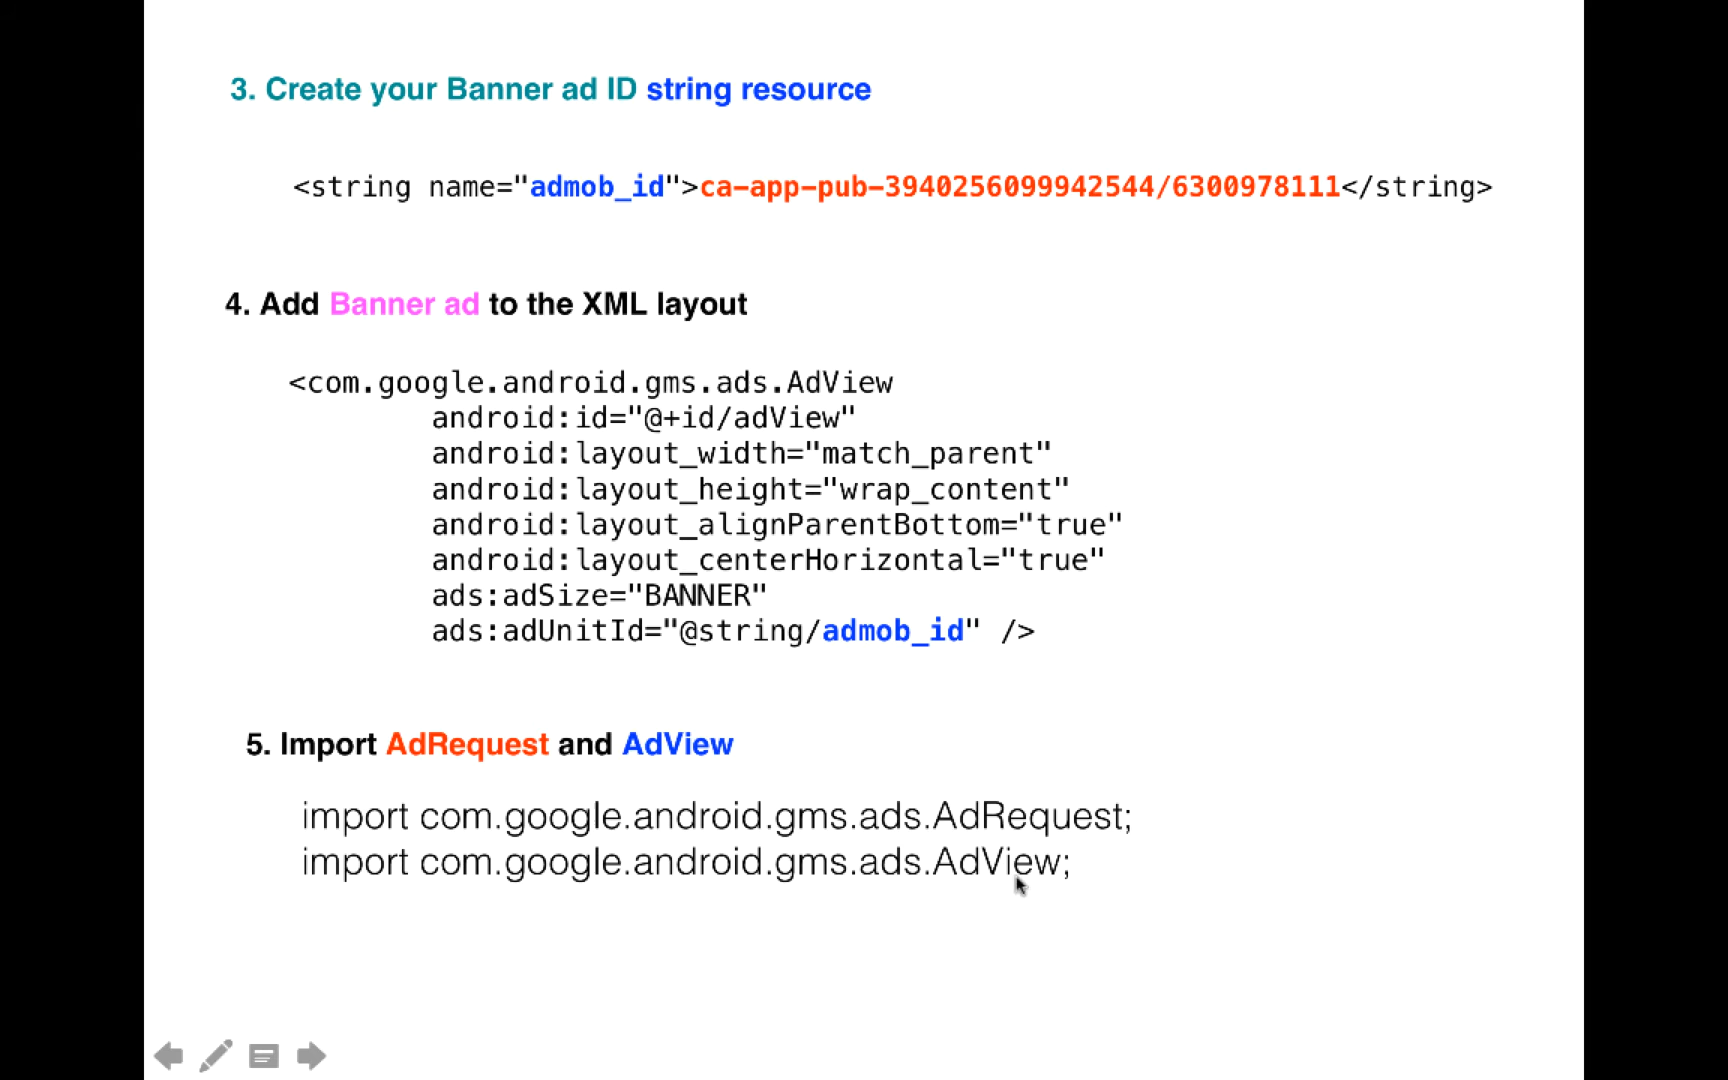 3. Create your Banner ad ID string resource
<string name="admob_id">ca-app-pub-3940256099942544/6300978111</string>
4. Add Banner ad to the XML layout
<com.google.android.gms.ads.AdView
android:id="@+id/adView"
android:layout_width="match_parent"
android:layout_height="wrap_content"
android:layout_alignParentBottom="true"
android:layout_centerHorizontal="true"
ads:adSize="BANNER"
ads:adUnitId="@string/admob_id" />
5. Import AdRequest and AdView
import com.google.android.gms.ads.AdRequest;
import com.google.android.gms.ads.AdView;